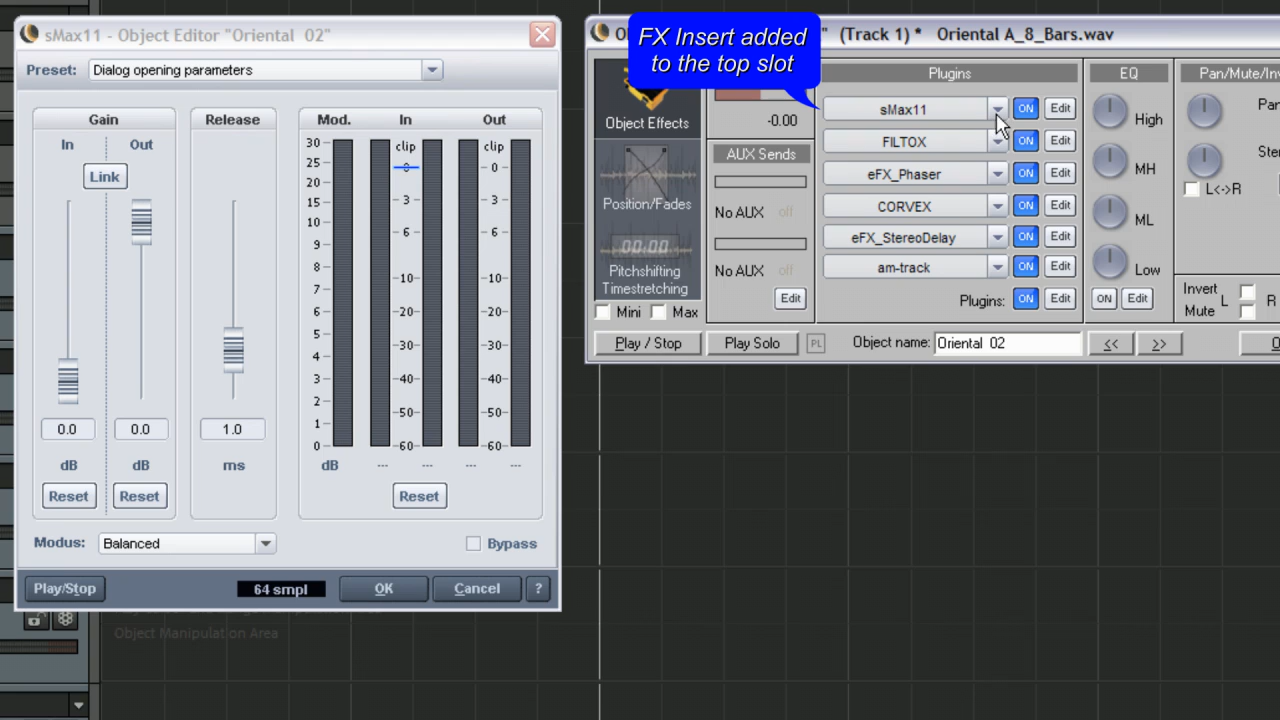 sMax11 - Object Editor "Oriental 02"
Preset: Dialog opening parameters
Gain
In Out
Link
0.0 0.0
dB dB
Reset Reset
Release
1.0
ms
Mod. In Out
clip clip
30
25
20
15
10
9
8
7
6
5
4
3
2
1
0
0 0
3 3
6 6
-10 -10
-20 -20
-30 -30
-40 -40
-50 -50
-60 -60
dB --- --- --- ---
Reset
Modus: Balanced
Bypass
Play/Stop 64 smpl OK Cancel ?
Object Manipulation Area
FX Insert added
to the top slot
(Track 1) * Oriental A_8_Bars.wav
Object Effects
Position/Fades
00:00
Pitchshifting
Timestretching
Mini Max
-0.00
AUX Sends
No AUX off
No AUX off
Edit
Plugins
sMax11 ON Edit
FILTOX ON Edit
eFX_Phaser ON Edit
CORVEX ON Edit
eFX_StereoDelay ON Edit
am-track ON Edit
Plugins: ON Edit
EQ
High
MH
ML
Low
ON Edit
Pan/Mute/Inv
Pan
Ste
L<->R
Invert
Mute L R
Play / Stop Play Solo PL Object name: Oriental 02 << >> O